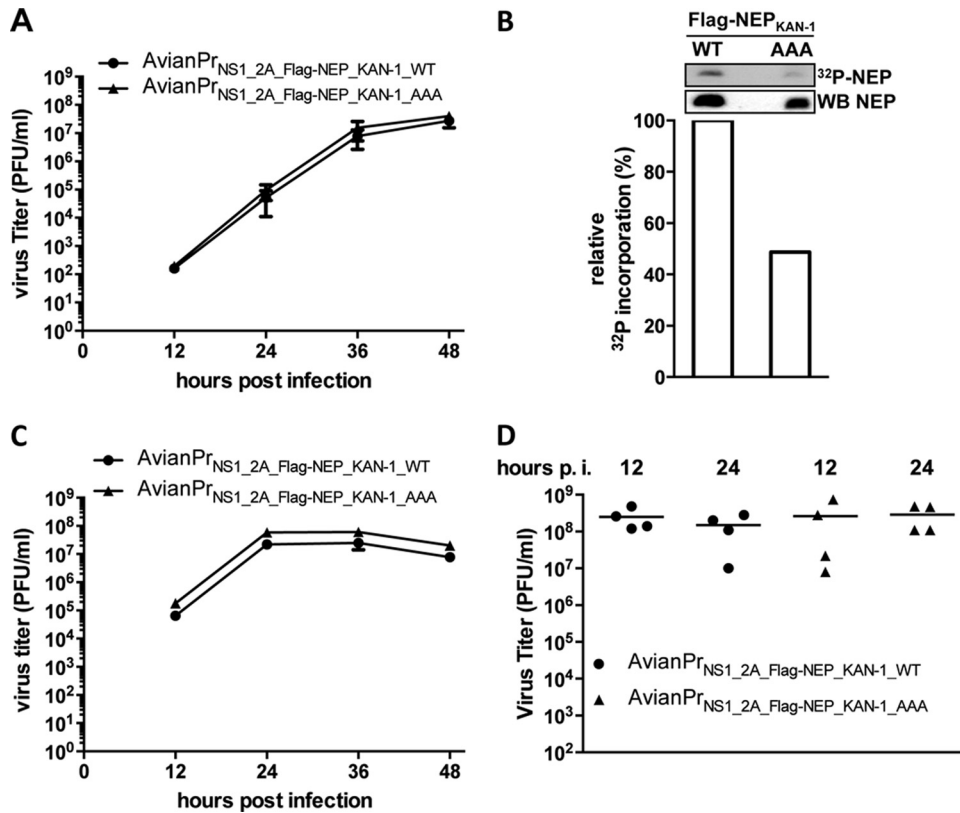 A
AvianPrNS1_2A_Flag-NEP_KAN-1_WT
AvianPrNS1_2A_Flag-NEP_KAN-1_AAA
virus Titer (PFU/ml)
10⁹
10⁸
10⁷
10⁶
10⁵
10⁴
10³
10²
10¹
10⁰
0 12 24 36 48
hours post infection
B
Flag-NEPKAN-1
WT AAA
³²P-NEP
WB NEP
relative
³²P incorporation (%)
100
80
60
40
20
0
C
AvianPrNS1_2A_Flag-NEP_KAN-1_WT
AvianPrNS1_2A_Flag-NEP_KAN-1_AAA
virus titer (PFU/ml)
10⁹
10⁸
10⁷
10⁶
10⁵
10⁴
10³
10²
10¹
10⁰
0 12 24 36 48
hours post infection
D
hours p. i. 12 24 12 24
Virus Titer (PFU/ml)
10⁹
10⁸
10⁷
10⁶
10⁵
10⁴
10³
10²
AvianPrNS1_2A_Flag-NEP_KAN-1_WT
AvianPrNS1_2A_Flag-NEP_KAN-1_AAA